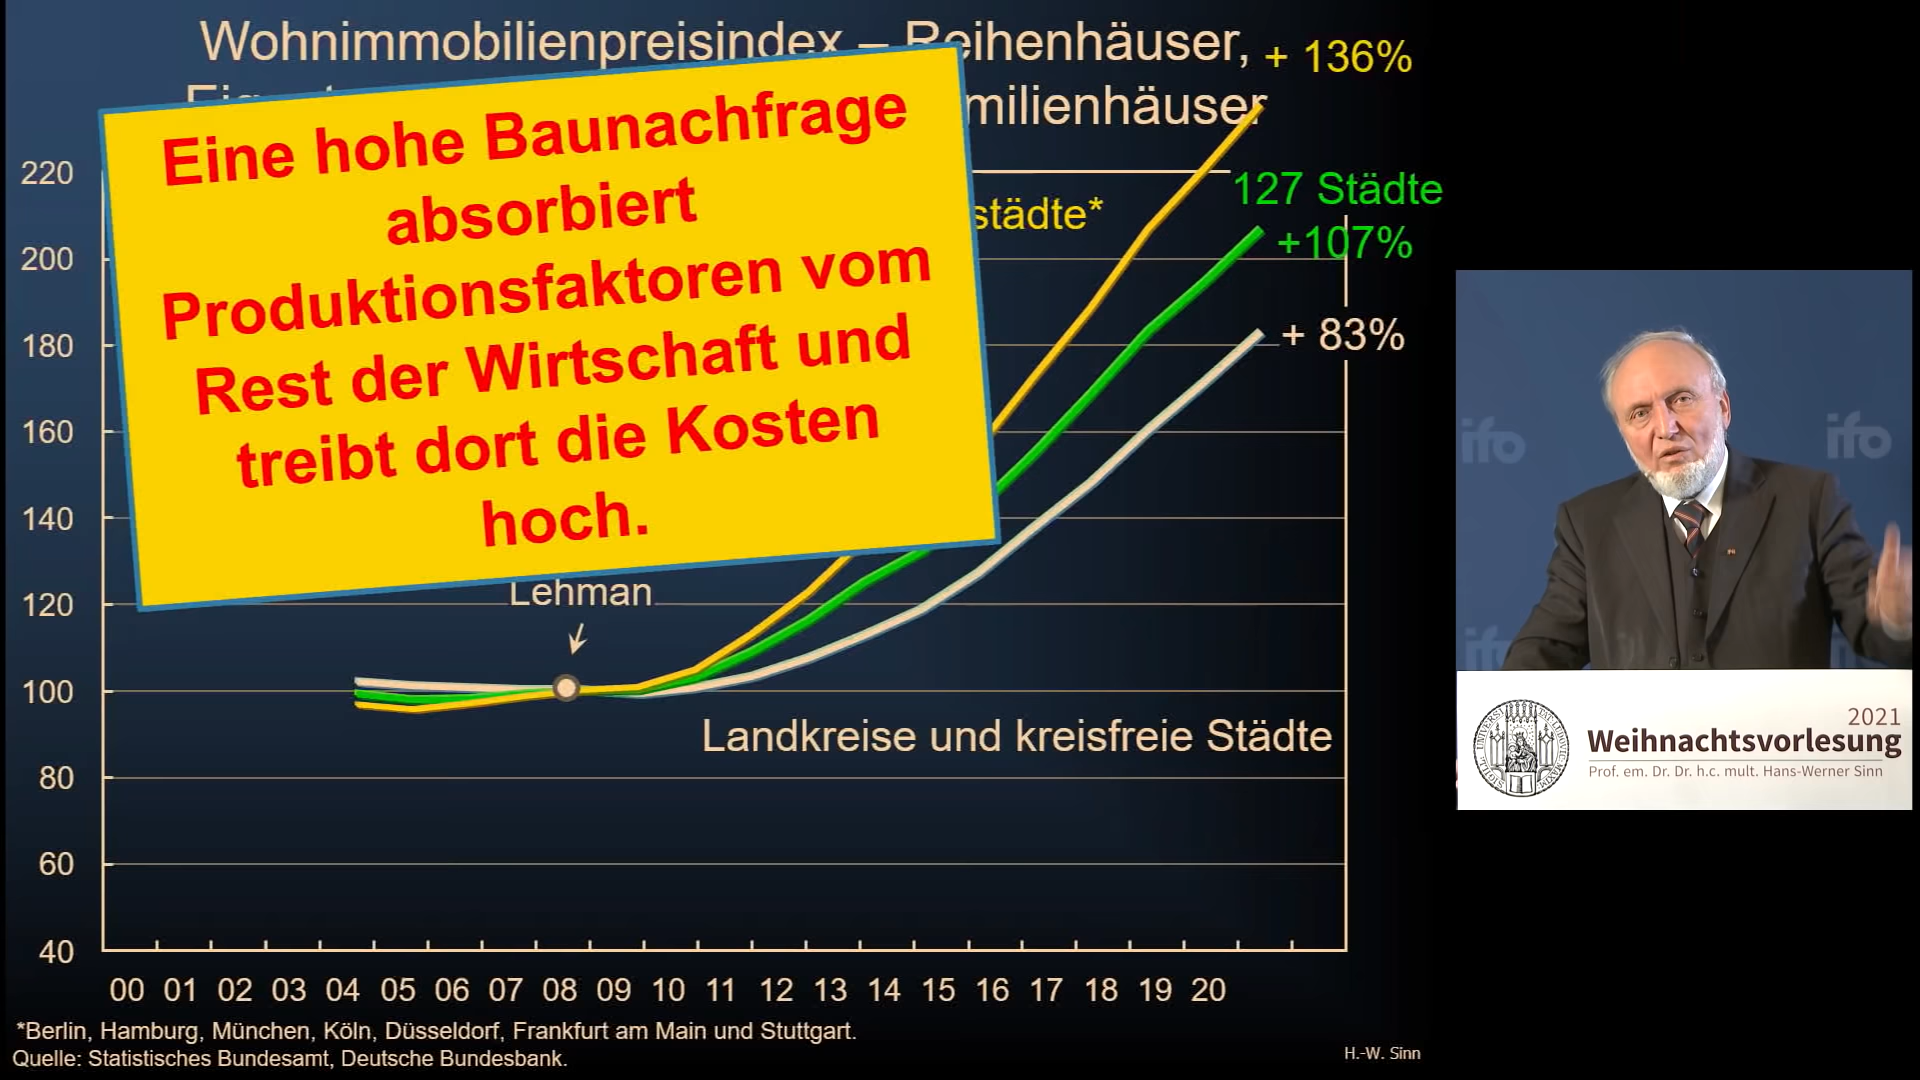 Wohnimmobilienpreisindex – Reihenhäuser,
milienhäuser
+ 136%
Eine hohe Baunachfrage
absorbiert
Produktionsfaktoren vom
Rest der Wirtschaft und
treibt dort die Kosten
hoch.
städte*
127 Städte
+107%
+ 83%
Lehman
Landkreise und kreisfreie Städte
220
200
180
160
140
120
100
80
60
40
00 01 02 03 04 05 06 07 08 09 10 11 12 13 14 15 16 17 18 19 20
*Berlin, Hamburg, München, Köln, Düsseldorf, Frankfurt am Main und Stuttgart.
Quelle: Statistisches Bundesamt, Deutsche Bundesbank.
H.-W. Sinn
ifo
ifo
ifo
2021
Weihnachtsvorlesung
Prof. em. Dr. Dr. h.c. mult. Hans-Werner Sinn